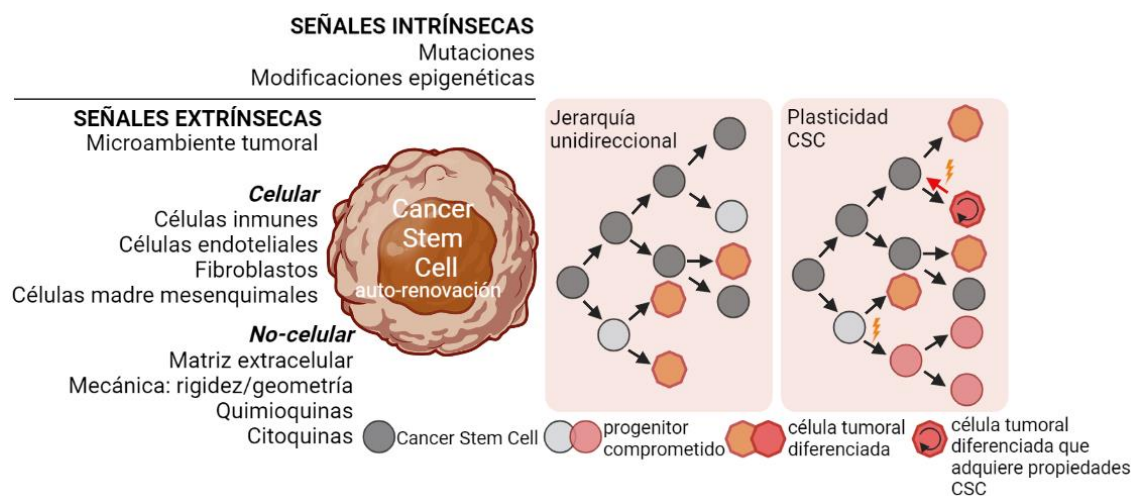 SEÑALES INTRÍNSECAS
Mutaciones
Modificaciones epigenéticas
SEÑALES EXTRÍNSECAS
Microambiente tumoral
Celular
Células inmunes
Células endoteliales
Fibroblastos
Células madre mesenquimales
No-celular
Matriz extracelular
Mecánica: rigidez/geometría
Quimioquinas
Citoquinas
Cancer
Stem
Cell
auto-renovación
Jerarquía
unidireccional
Plasticidad
CSC
Cancer Stem Cell
progenitor
comprometido
célula tumoral
diferenciada
célula tumoral
diferenciada que
adquiere propiedades
CSC